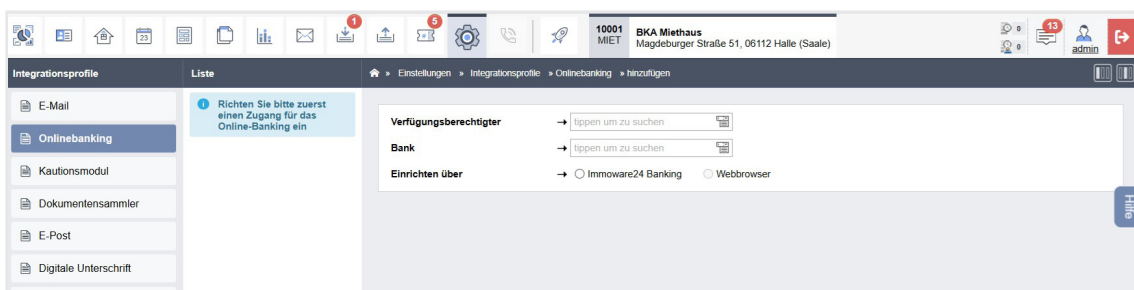 1
5
23
10001
MIET
BKA Miethaus
Magdeburger Straße 51, 06112 Halle (Saale)
0
0
13
admin
Integrationsprofile
Liste
» Einstellungen » Integrationsprofile » Onlinebanking » hinzufügen
E-Mail
Onlinebanking
Kautionsmodul
Dokumentensammler
E-Post
Digitale Unterschrift
Richten Sie bitte zuerst
einen Zugang für das
Online-Banking ein
Verfügungsberechtigter → tippen um zu suchen
Bank → tippen um zu suchen
Einrichten über → Immoware24 Banking Webbrowser
Hilfe